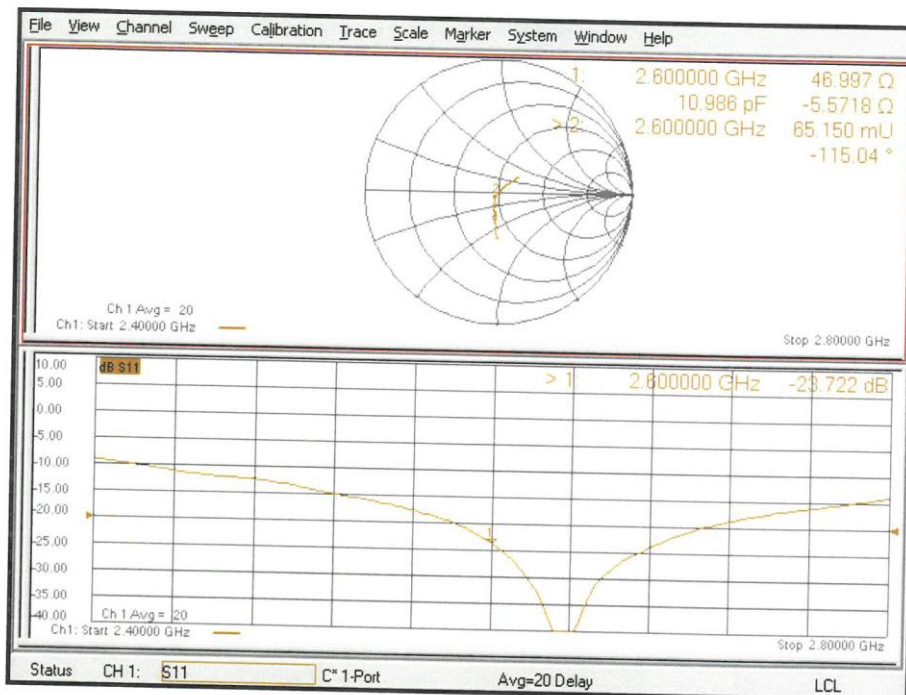 File View Channel Sweep Calibration Trace Scale Marker System Window Help
1: 2.600000 GHz 46.997 Ω
10.986 pF -5.5718 Ω
> 2: 2.600000 GHz 65.150 mU
-115.04 °
Ch 1 Avg = 20
Ch1: Start 2.40000 GHz
Stop 2.80000 GHz
dB S11
> 1: 2.600000 GHz -23.722 dB
10.00
5.00
0.00
-5.00
-10.00
-15.00
-20.00
-25.00
-30.00
-35.00
-40.00
1
Ch 1 Avg = 20
Ch1: Start 2.40000 GHz
Stop 2.80000 GHz
Status CH 1: S11 C* 1-Port Avg=20 Delay LCL